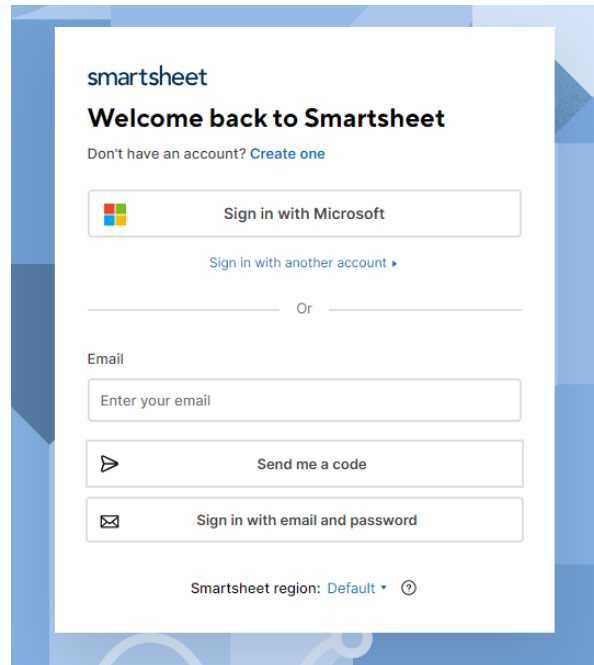 smartsheet
Welcome back to Smartsheet
Don't have an account? Create one
Sign in with Microsoft
Sign in with another account ▸
Or
Email
Enter your email
Send me a code
Sign in with email and password
Smartsheet region: Default ▾ ?